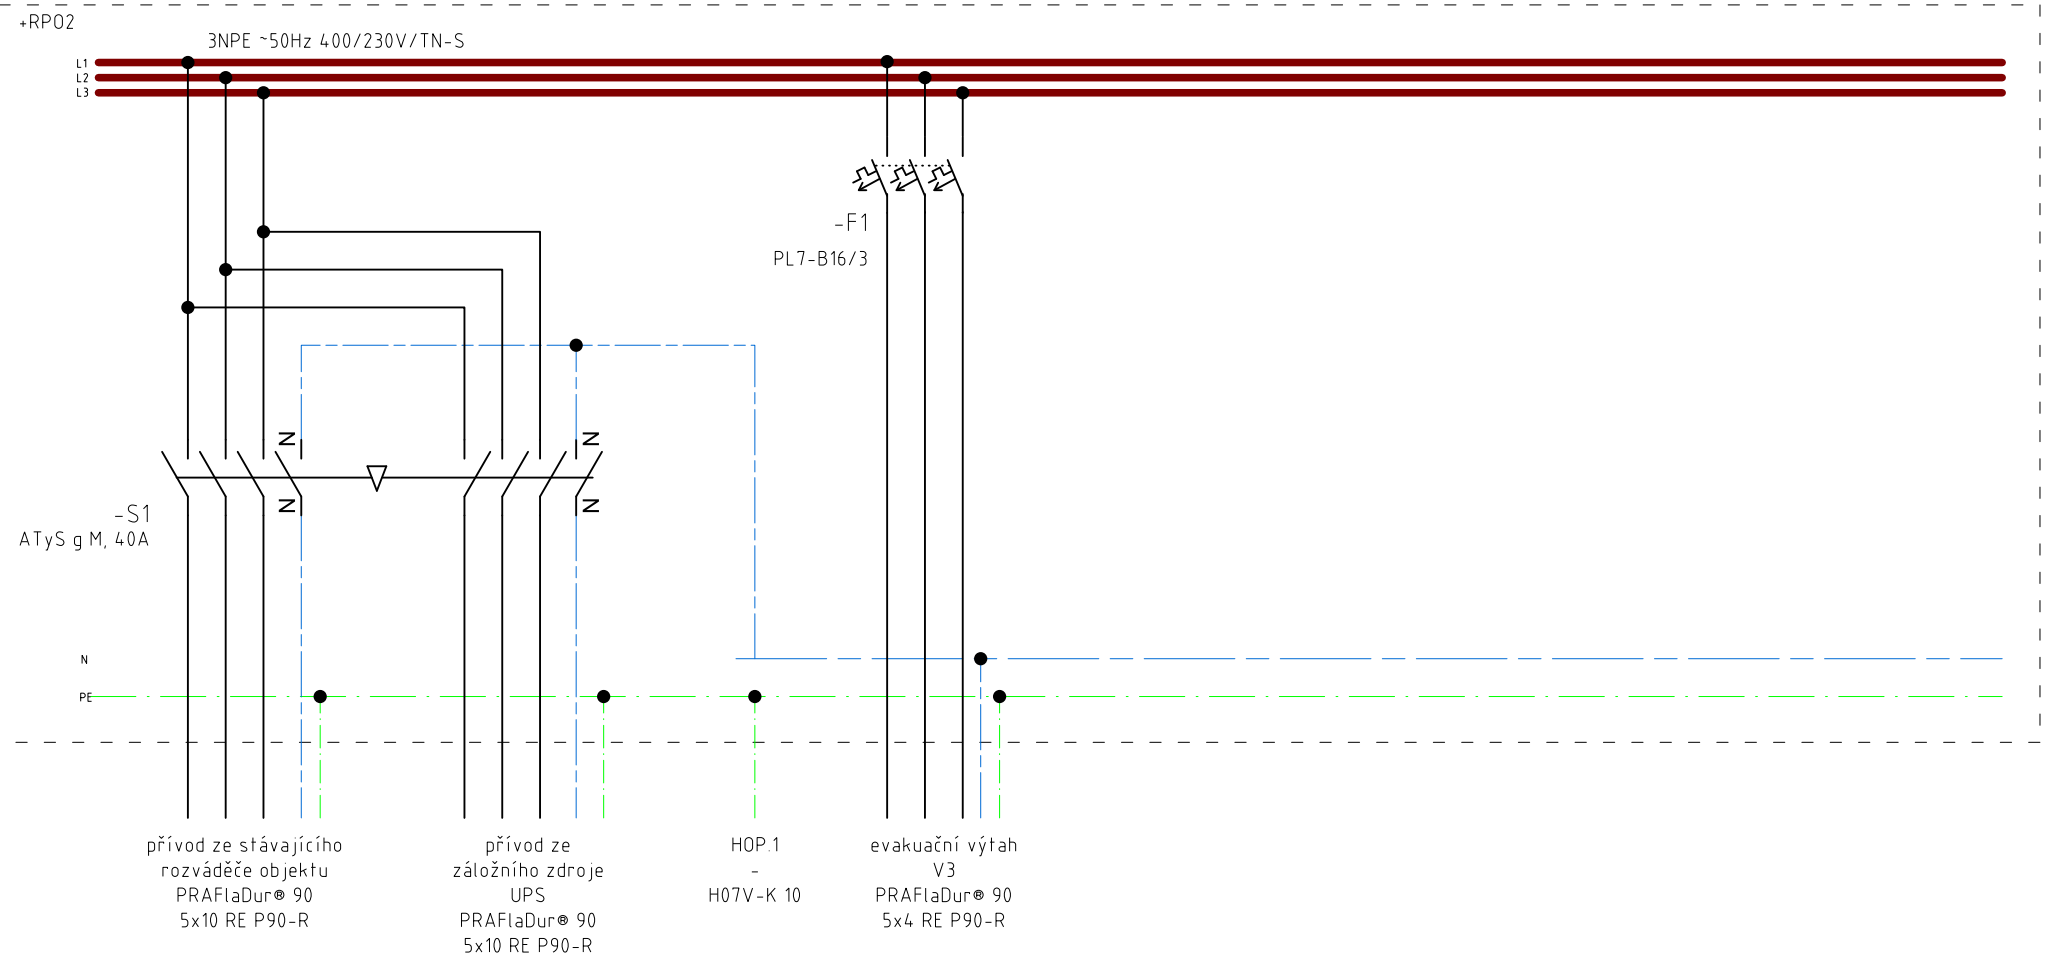 +RPO2
3NPE ~50Hz 400/230V/TN-S
L1
L2
L3
-F1
PL7-B16/3
N
N
N
N
-S1
ATyS g M, 40A
N
PE
přívod ze stávajícího
rozváděče objektu
PRAFlaDur® 90
5x10 RE P90-R
přívod ze
záložního zdroje
UPS
PRAFlaDur® 90
5x10 RE P90-R
HOP.1
-
H07V-K 10
evakuační výtah
V3
PRAFlaDur® 90
5x4 RE P90-R